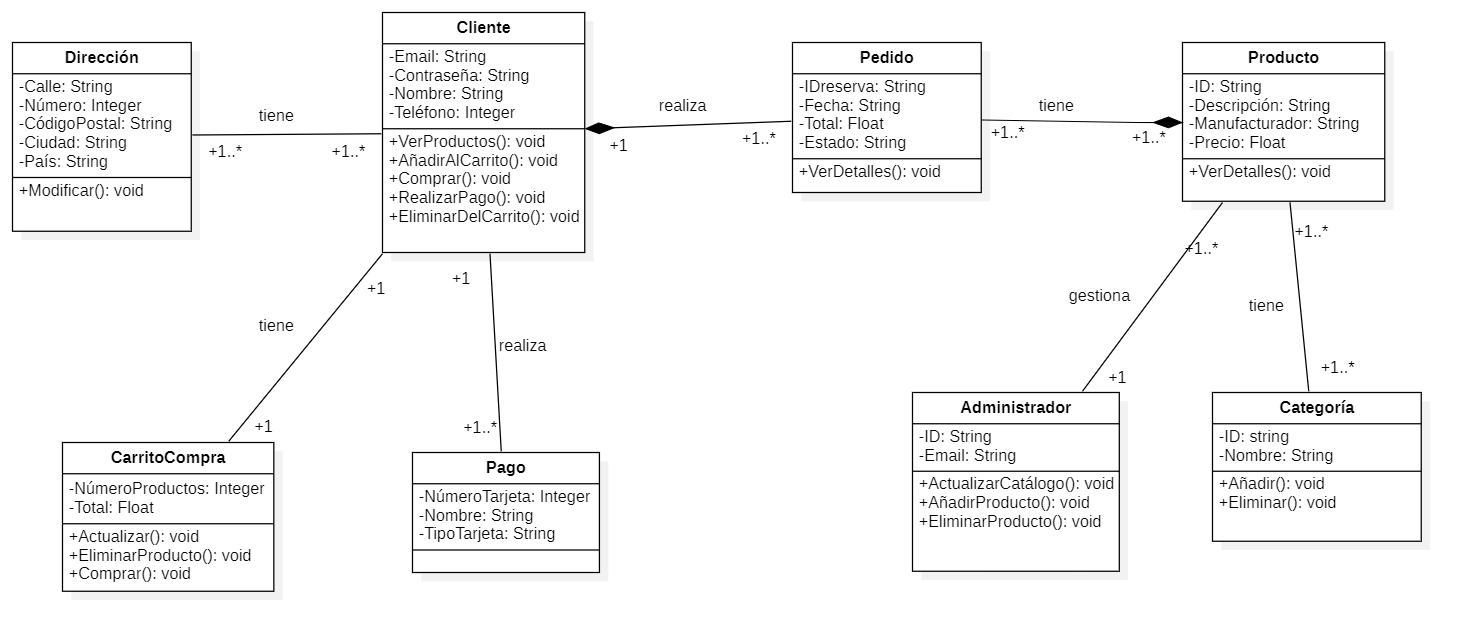 Dirección
-Calle: String
-Número: Integer
-CódigoPostal: String
-Ciudad: String
-País: String
+Modificar(): void
tiene
+1..*
+1..*
Cliente
-Email: String
-Contraseña: String
-Nombre: String
-Teléfono: Integer
+VerProductos(): void
+AñadirAlCarrito(): void
+Comprar(): void
+RealizarPago(): void
+EliminarDelCarrito(): void
realiza
+1
+1..*
Pedido
-IDreserva: String
-Fecha: String
-Total: Float
-Estado: String
+VerDetalles(): void
tiene
+1..*
+1..*
Producto
-ID: String
-Descripción: String
-Manufacturador: String
-Precio: Float
+VerDetalles(): void
+1
tiene
+1
+1
realiza
+1..*
+1..*
gestiona
+1
+1..*
tiene
+1..*
CarritoCompra
-NúmeroProductos: Integer
-Total: Float
+Actualizar(): void
+EliminarProducto(): void
+Comprar(): void
Pago
-NúmeroTarjeta: Integer
-Nombre: String
-TipoTarjeta: String
Administrador
-ID: String
-Email: String
+ActualizarCatálogo(): void
+AñadirProducto(): void
+EliminarProducto(): void
Categoría
-ID: string
-Nombre: String
+Añadir(): void
+Eliminar(): void